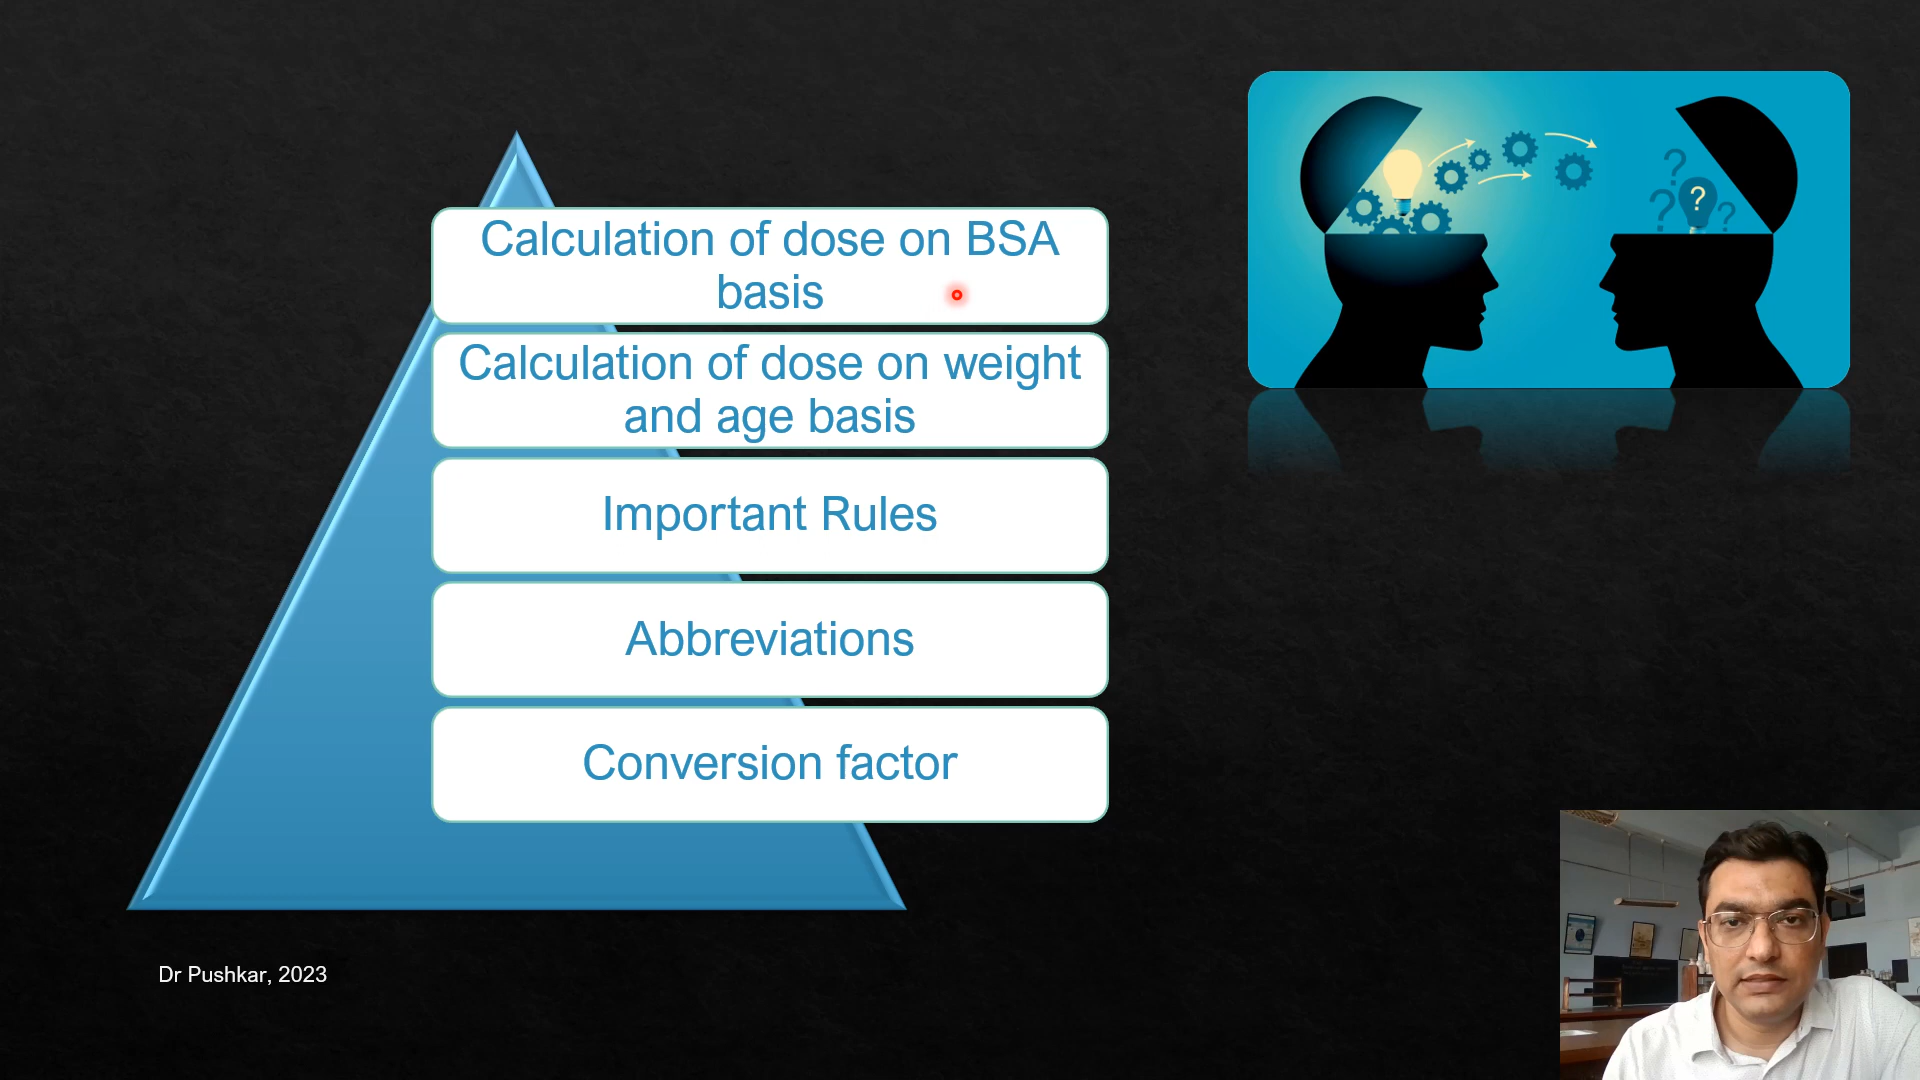 Calculation of dose on BSA
basis
Calculation of dose on weight
and age basis
Important Rules
Abbreviations
Conversion factor
Dr Pushkar, 2023
? ? ? ?